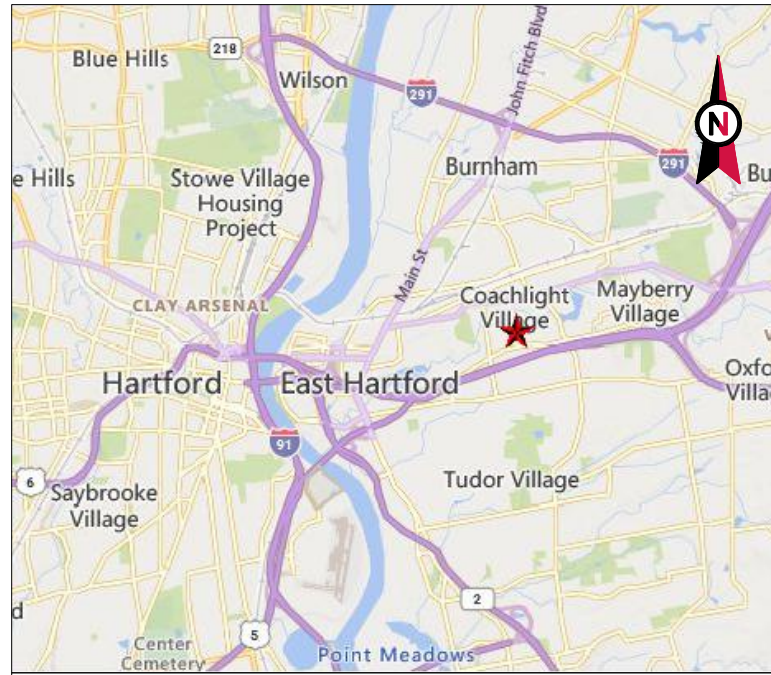 218
Blue Hills
Wilson
291
John Fitch Blvd
N
e Hills
Stowe Village
Housing
Project
Burnham
291
Bu
Main St
CLAY ARSENAL
Coachlight
Village
Mayberry
Village
Hartford
East Hartford
Oxfo
Villa
91
6
Saybrooke
Village
Tudor Village
d
2
5
Center
Cemetery
Point Meadows